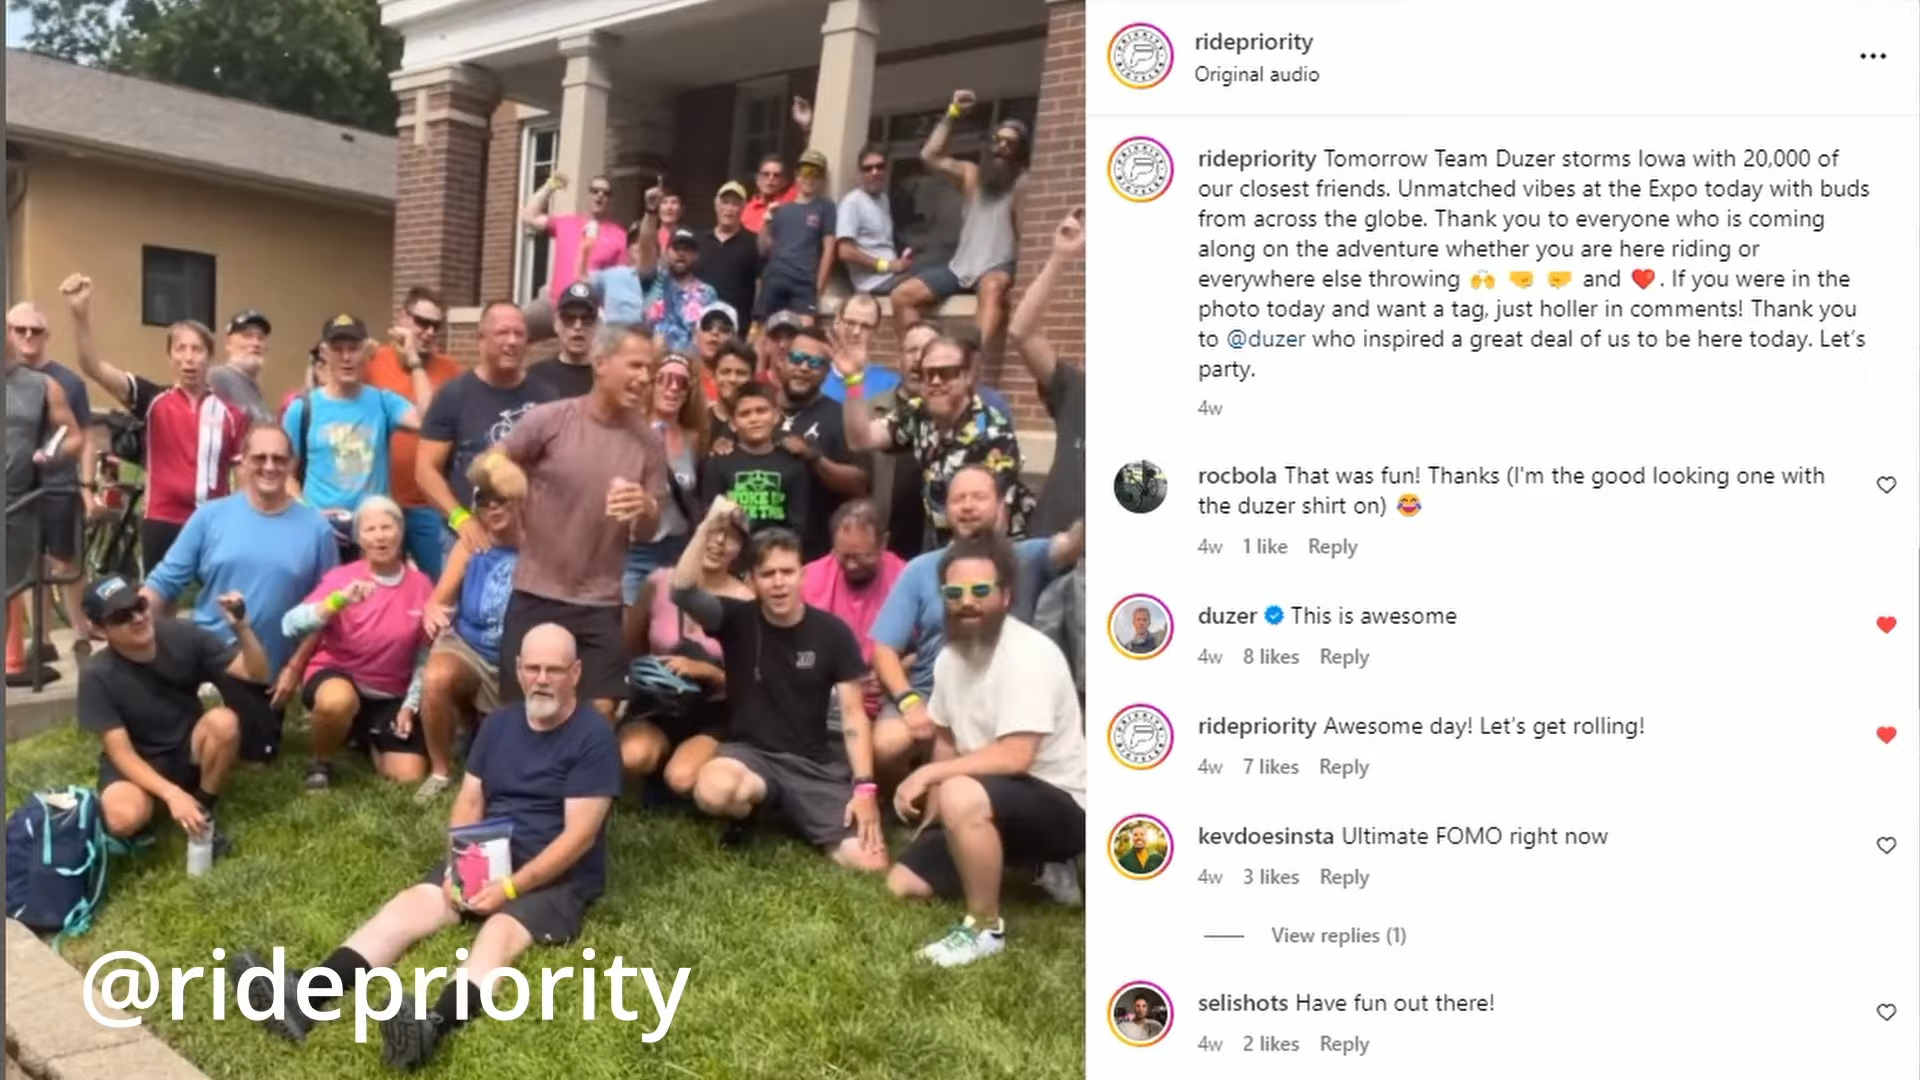 ridepriority
Original audio
ridepriority Tomorrow Team Duzer storms Iowa with 20,000 of
our closest friends. Unmatched vibes at the Expo today with buds
from across the globe. Thank you to everyone who is coming
along on the adventure whether you are here riding or
everywhere else throwing 🙌 🤜 🤛 and ❤️. If you were in the
photo today and want a tag, just holler in comments! Thank you
to @duzer who inspired a great deal of us to be here today. Let’s
party.
4w
rocbola That was fun! Thanks (I'm the good looking one with
the duzer shirt on) 😂
4w 1 like Reply
duzer This is awesome
4w 8 likes Reply
ridepriority Awesome day! Let’s get rolling!
4w 7 likes Reply
kevdoesinsta Ultimate FOMO right now
4w 3 likes Reply
View replies (1)
selishots Have fun out there!
4w 2 likes Reply
@ridepriority